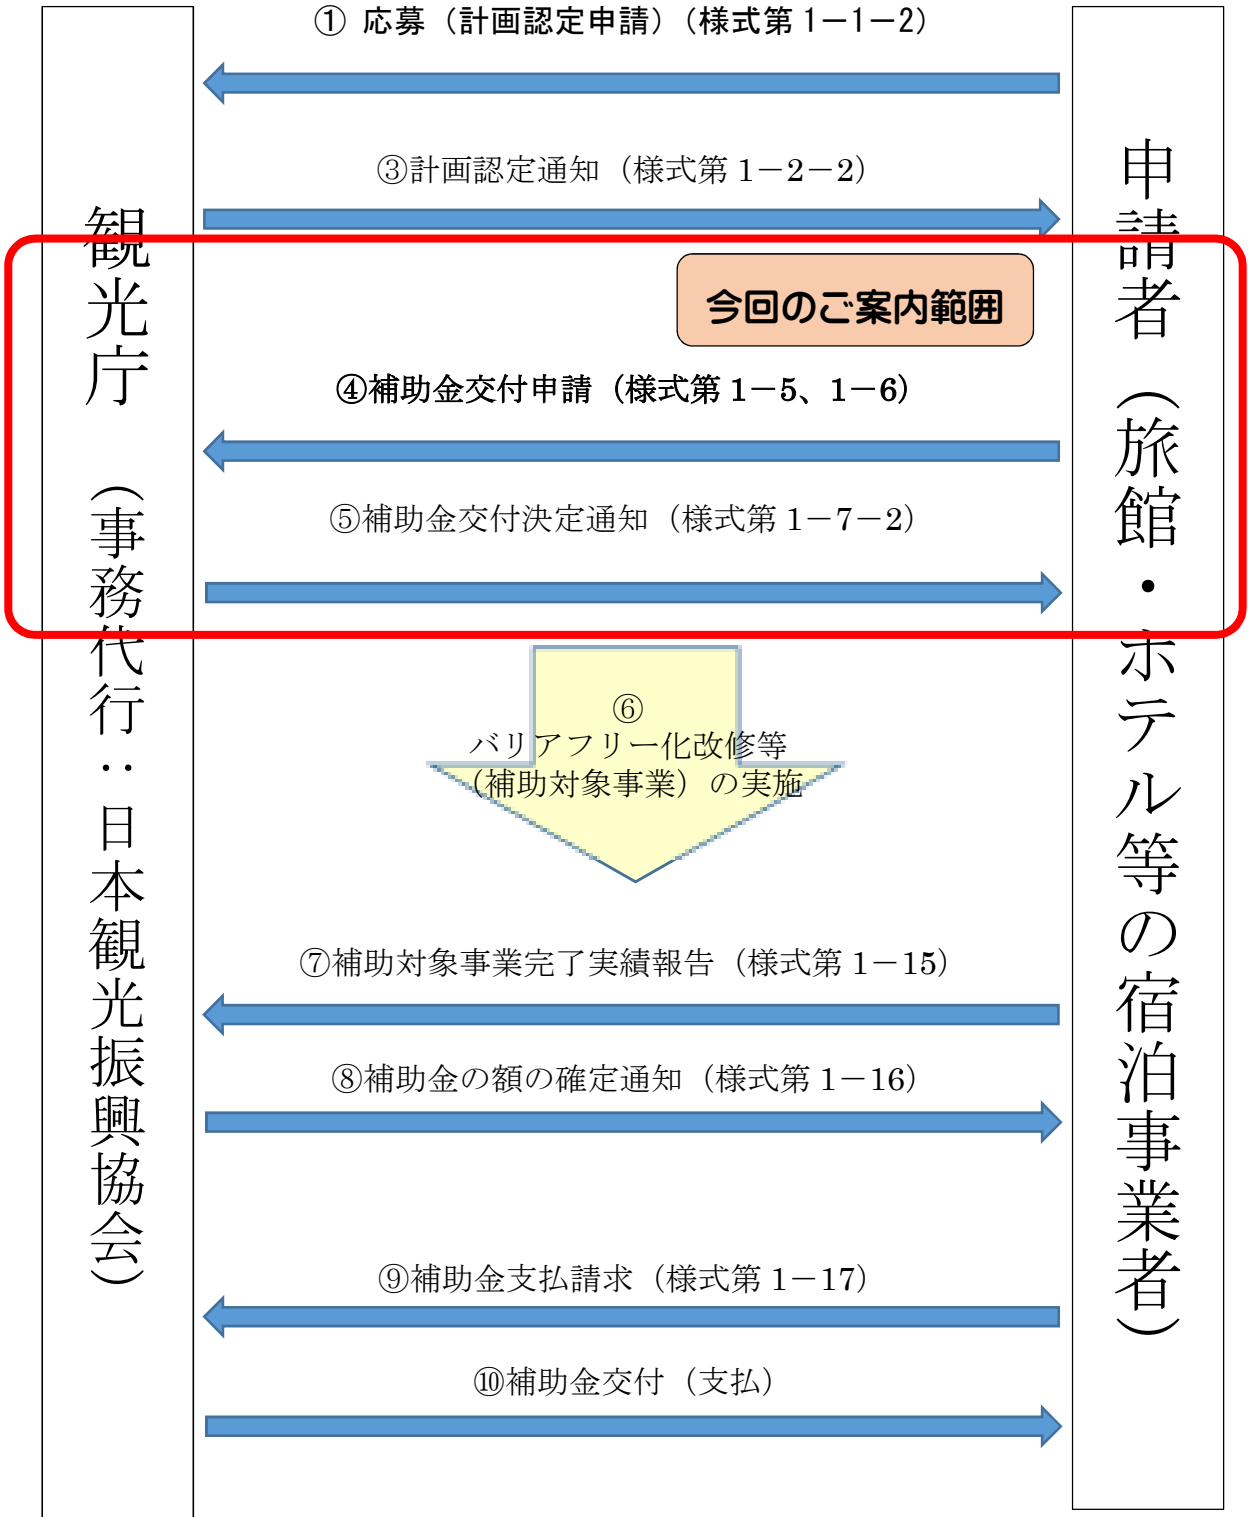 ① 応募（計画認定申請）（様式第１－１－２）
③計画認定通知（様式第 1－2－2）
今回のご案内範囲
④補助金交付申請（様式第 1－5、1－6）
⑤補助金交付決定通知（様式第 1－7－2）
⑥
バリアフリー化改修等
（補助対象事業）の実施
⑦補助対象事業完了実績報告（様式第 1－15）
⑧補助金の額の確定通知（様式第 1－16）
⑨補助金支払請求（様式第 1－17）
⑩補助金交付（支払）
観光庁（事務代行：日本観光振興協会）
申請者（旅館・ホテル等の宿泊事業者）